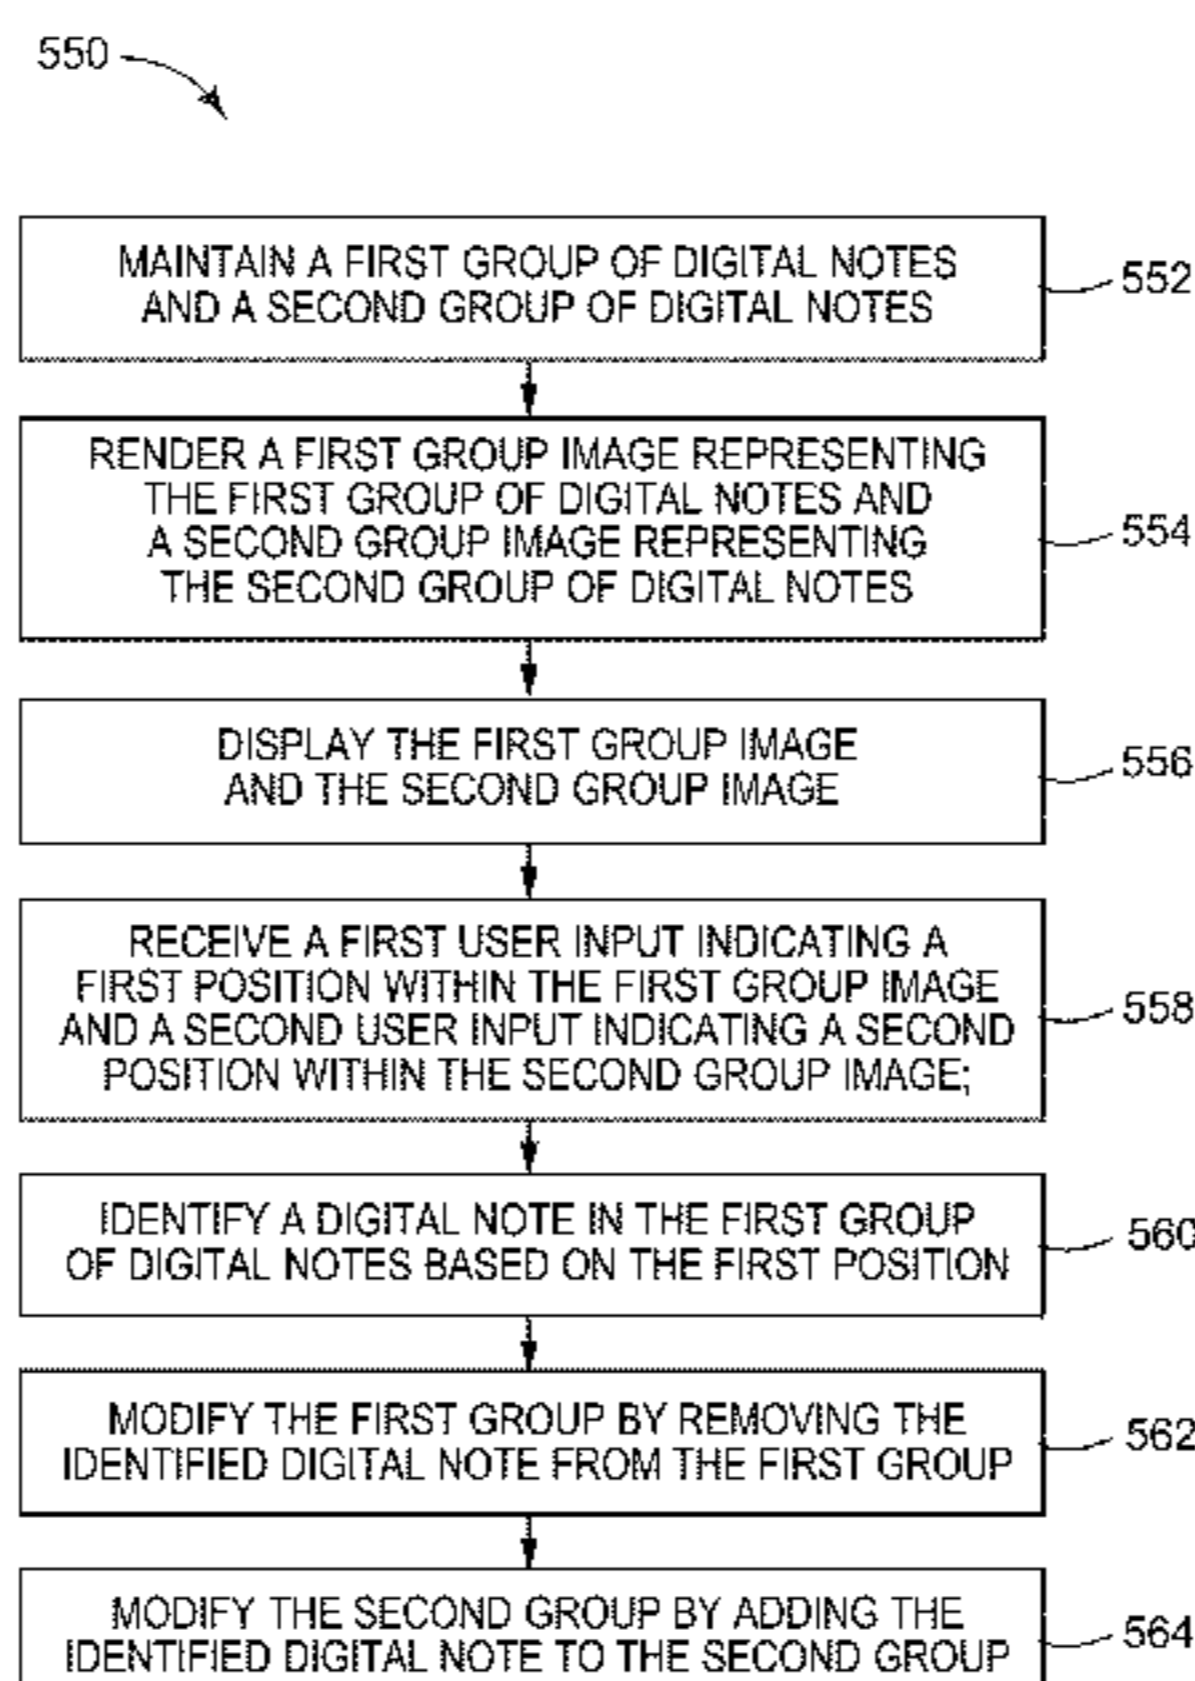 550
MAINTAIN A FIRST GROUP OF DIGITAL NOTES
AND A SECOND GROUP OF DIGITAL NOTES
552
RENDER A FIRST GROUP IMAGE REPRESENTING
THE FIRST GROUP OF DIGITAL NOTES AND
A SECOND GROUP IMAGE REPRESENTING
THE SECOND GROUP OF DIGITAL NOTES
554
DISPLAY THE FIRST GROUP IMAGE
AND THE SECOND GROUP IMAGE
556
RECEIVE A FIRST USER INPUT INDICATING A
FIRST POSITION WITHIN THE FIRST GROUP IMAGE
AND A SECOND USER INPUT INDICATING A SECOND
POSITION WITHIN THE SECOND GROUP IMAGE;
558
IDENTIFY A DIGITAL NOTE IN THE FIRST GROUP
OF DIGITAL NOTES BASED ON THE FIRST POSITION
560
MODIFY THE FIRST GROUP BY REMOVING THE
IDENTIFIED DIGITAL NOTE FROM THE FIRST GROUP
562
MODIFY THE SECOND GROUP BY ADDING THE
IDENTIFIED DIGITAL NOTE TO THE SECOND GROUP
564